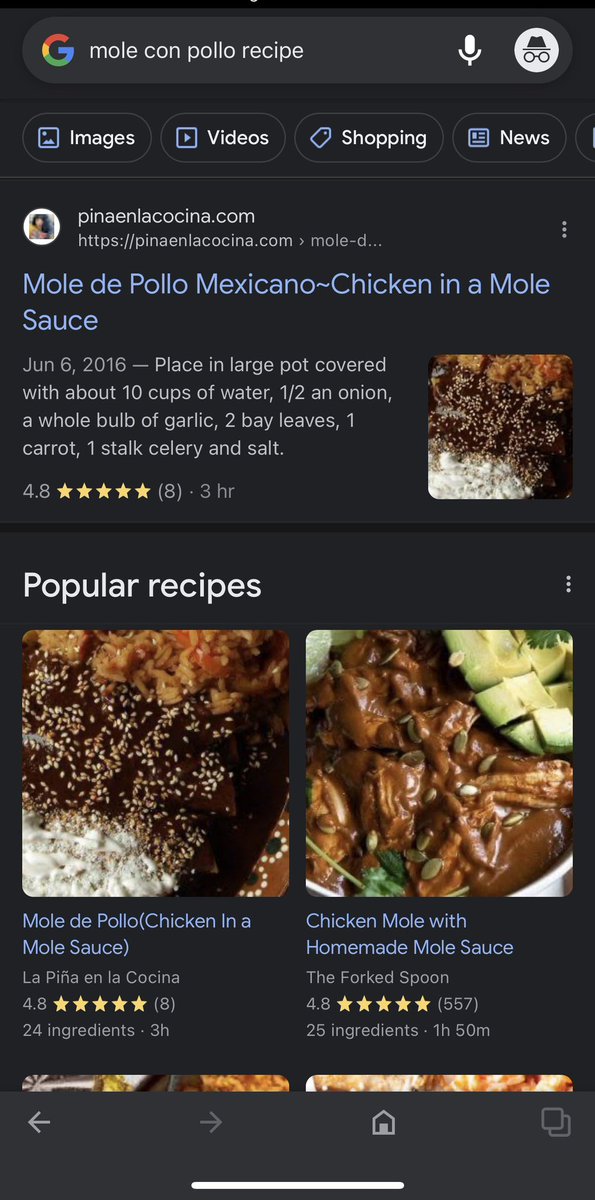 mole con pollo recipe
Images
Videos
Shopping
News
pinaenlacocina.com
https://pinaenlacocina.com › mole-d...
Mole de Pollo Mexicano~Chicken in a Mole
Sauce
Jun 6, 2016 — Place in large pot covered
with about 10 cups of water, 1/2 an onion,
a whole bulb of garlic, 2 bay leaves, 1
carrot, 1 stalk celery and salt.
4.8 ★★★★★ (8) · 3 hr
Popular recipes
Mole de Pollo(Chicken In a
Mole Sauce)
La Piña en la Cocina
4.8 ★★★★★ (8)
24 ingredients · 3h
Chicken Mole with
Homemade Mole Sauce
The Forked Spoon
4.8 ★★★★★ (557)
25 ingredients · 1h 50m